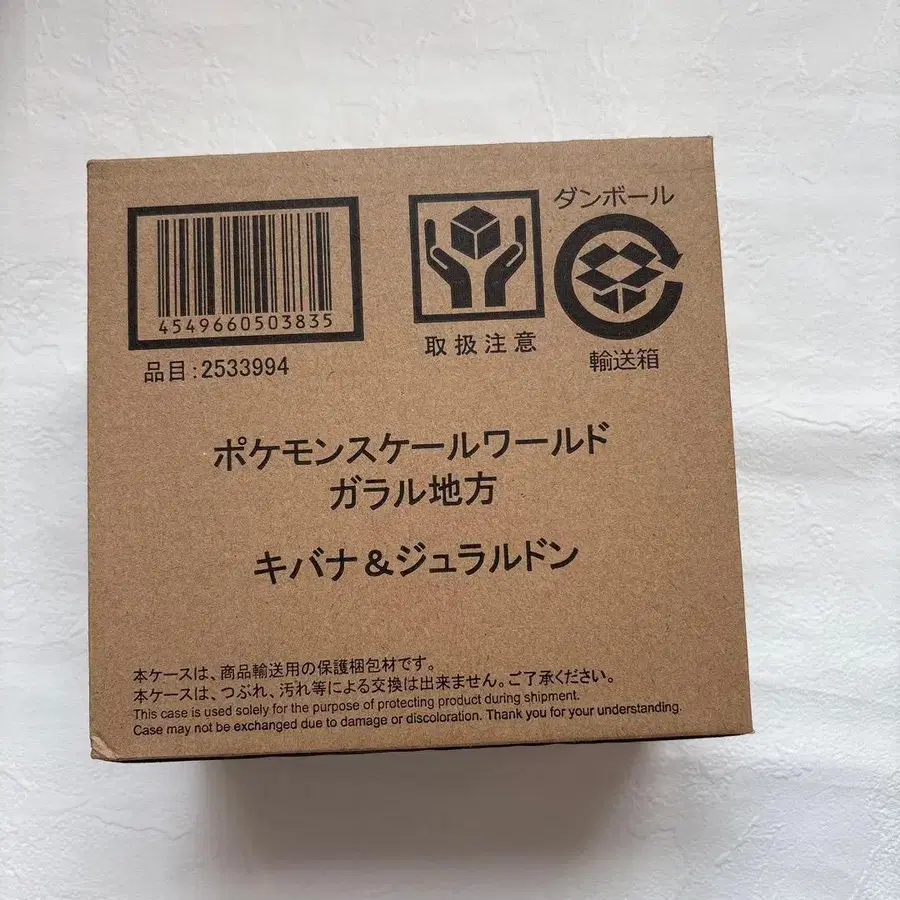 4549660503835
品目:2533994
取扱注意
ダンボール
輸送箱
ポケモンスケールワールド
ガラル地方
キバナ&ジュラルドン
本ケースは、商品輸送用の保護梱包材です。
本ケースは、つぶれ、汚れ等による交換は出来ません。ご了承ください。
This case is used solely for the purpose of protecting product during shipment.
Case may not be exchanged due to damage or discoloration. Thank you for your understanding.